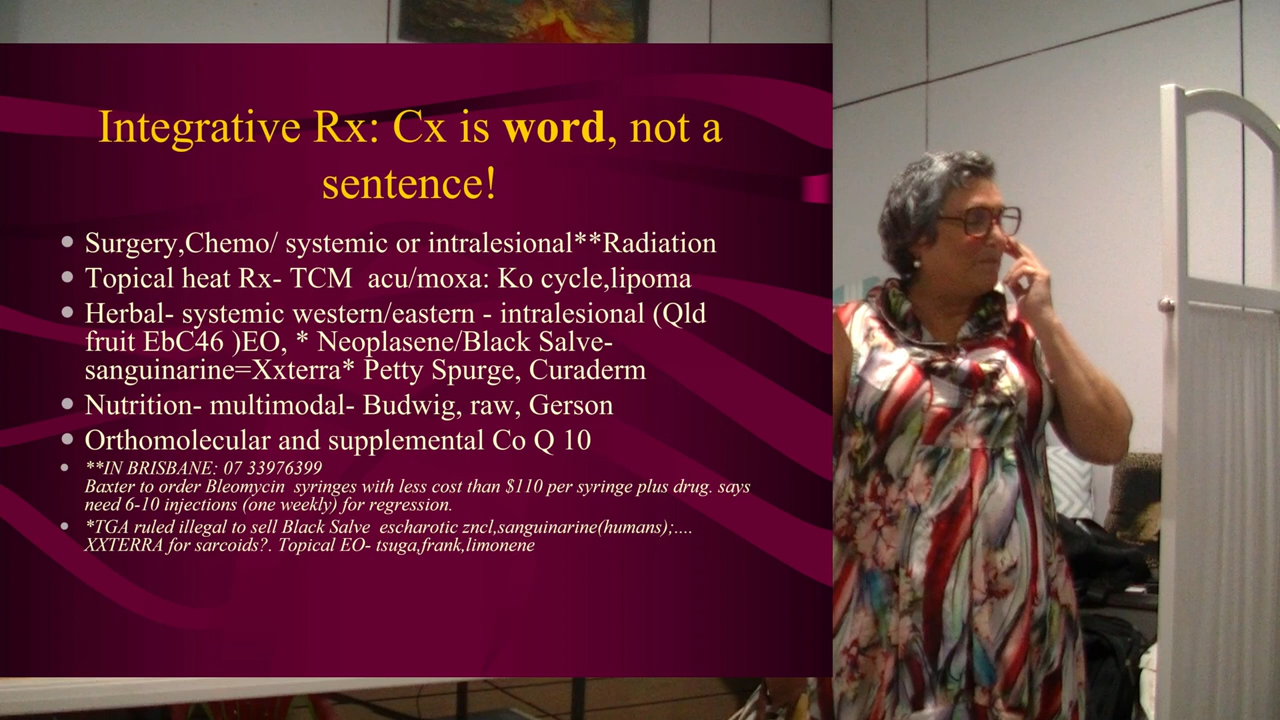 Integrative Rx: Cx is word, not a
sentence!
Surgery,Chemo/ systemic or intralesional**Radiation
Topical heat Rx- TCM acu/moxa: Ko cycle,lipoma
Herbal- systemic western/eastern - intralesional (Qld
fruit EbC46 )EO, * Neoplasene/Black Salve-
sanguinarine=Xxterra* Petty Spurge, Curaderm
Nutrition- multimodal- Budwig, raw, Gerson
Orthomolecular and supplemental Co Q 10
**IN BRISBANE: 07 33976399
Baxter to order Bleomycin syringes with less cost than $110 per syringe plus drug. says
need 6-10 injections (one weekly) for regression.
*TGA ruled illegal to sell Black Salve escharotic zncl,sanguinarine(humans);....
XXTERRA for sarcoids?. Topical EO- tsuga,frank,limonene